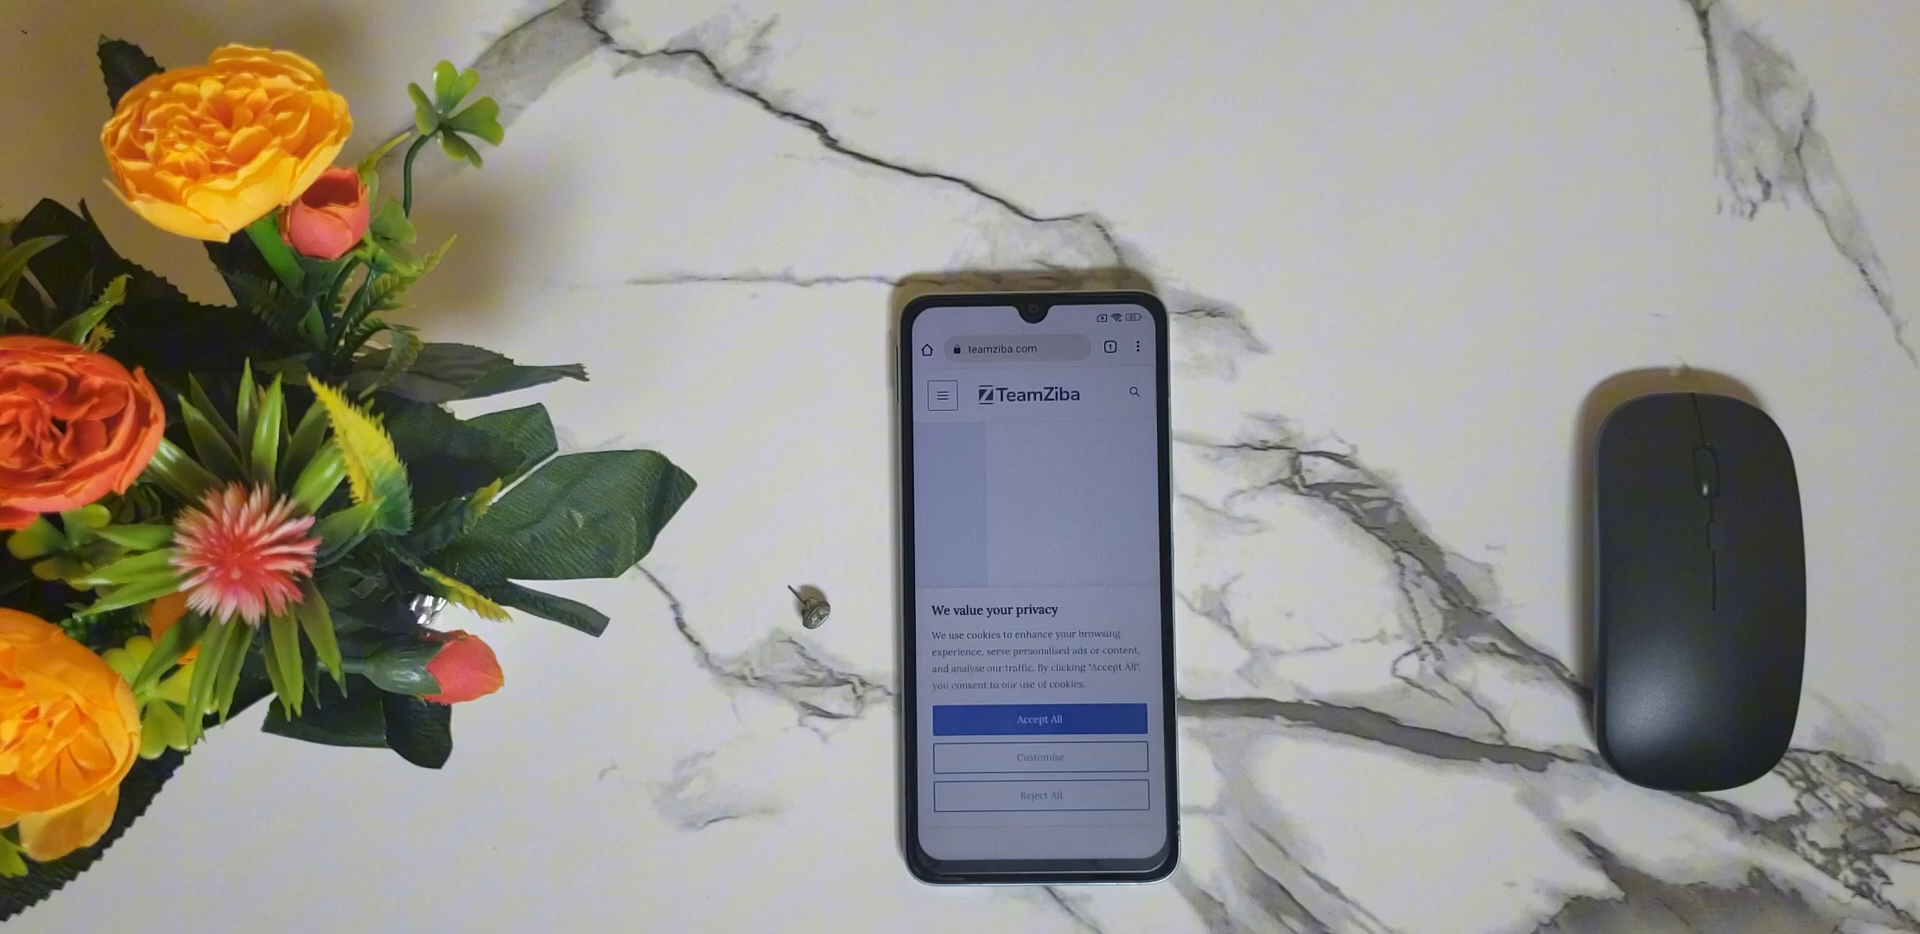 teamziba.com
1
TeamZiba
We value your privacy
We use cookies to enhance your browsing
experience, serve personalised ads or content,
and analyse our traffic. By clicking "Accept All",
you consent to our use of cookies.
Accept All
Customise
Reject All